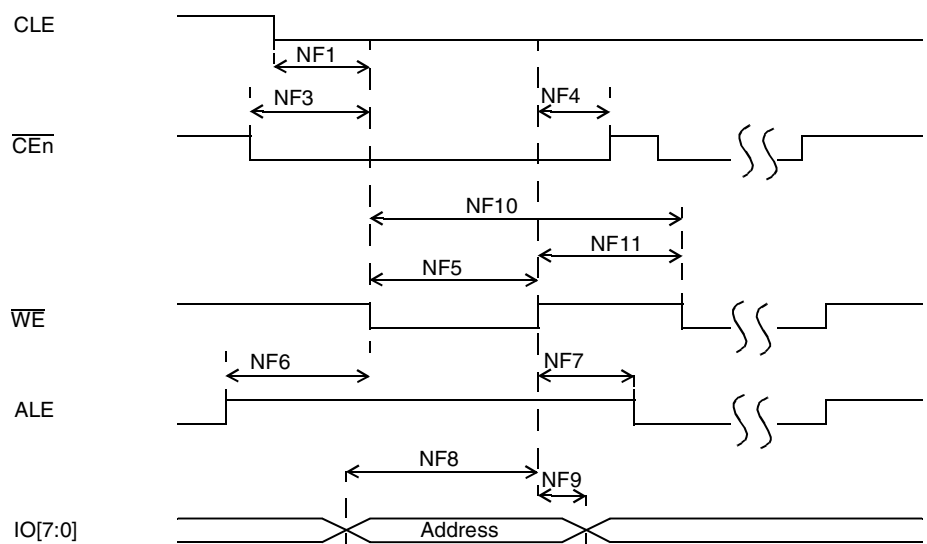 CLE
NF1
NF3
NF4
CEn
NF10
NF11
NF5
WE
NF6
NF7
ALE
NF8
NF9
IO[7:0]
Address